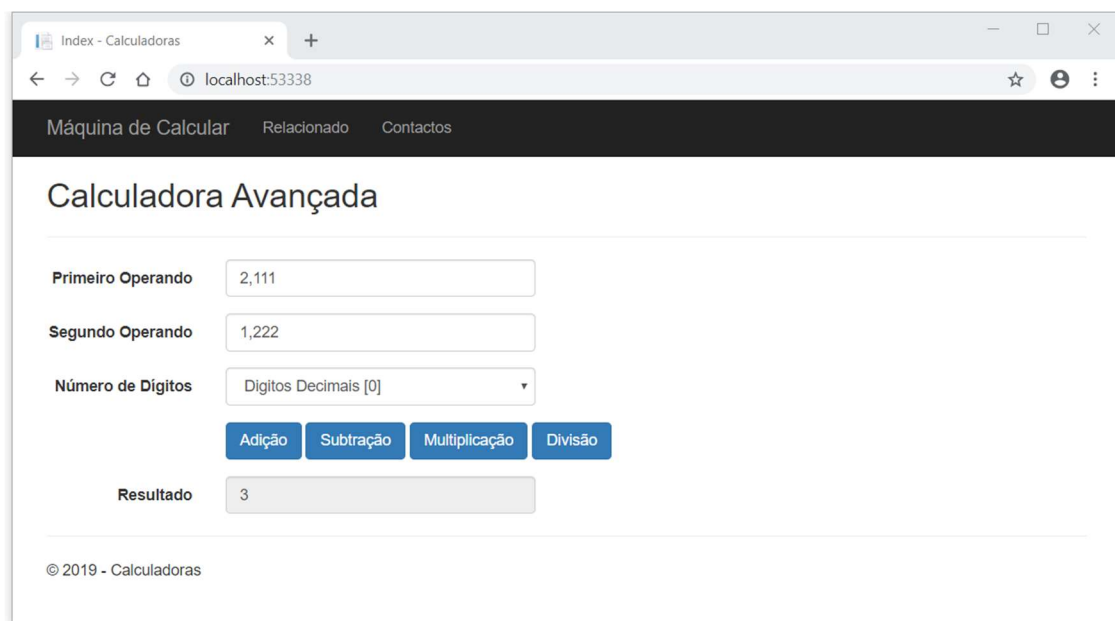 Index - Calculadoras
localhost:53338
Máquina de Calcular Relacionado Contactos
Calculadora Avançada
Primeiro Operando 2,111
Segundo Operando 1,222
Número de Digitos Digitos Decimais [0]
Adição Subtração Multiplicação Divisão
Resultado 3
© 2019 - Calculadoras